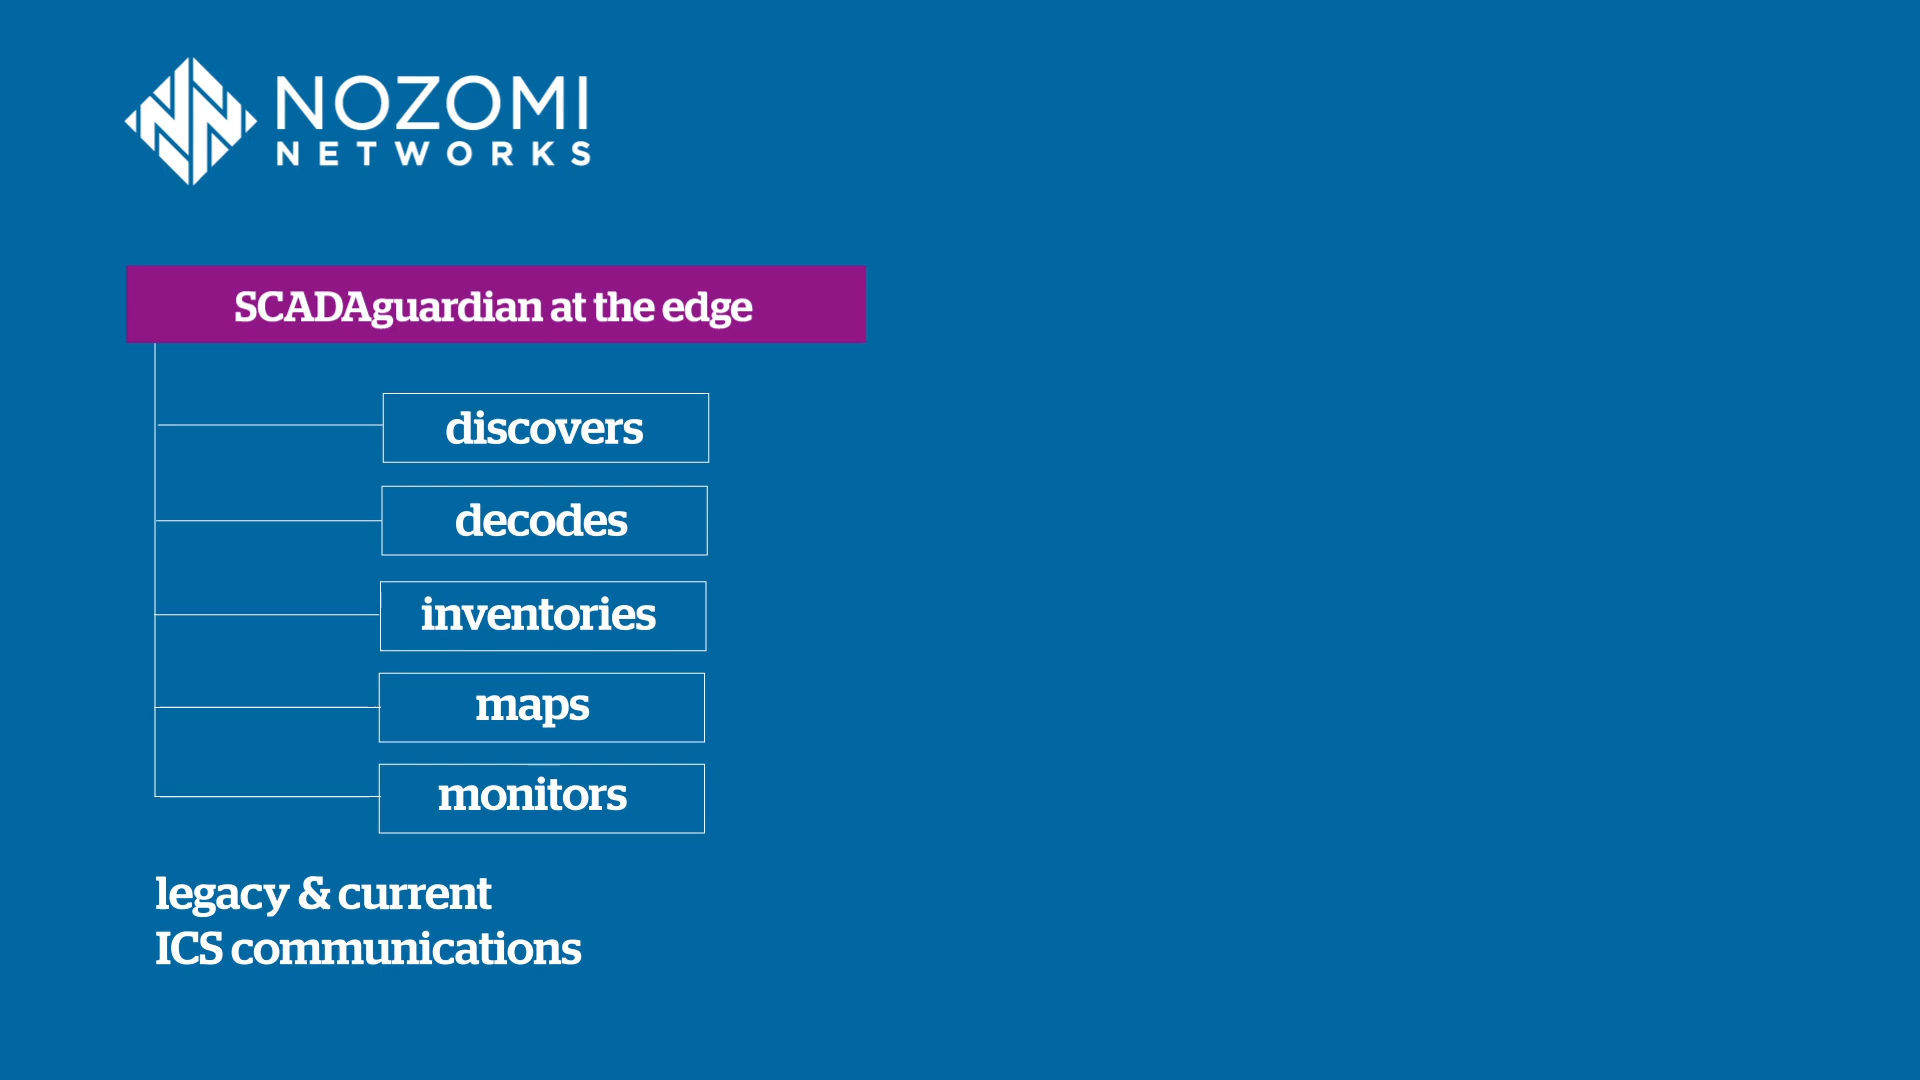 NOZOMI
NETWORKS
SCADAguardian at the edge
discovers
decodes
inventories
maps
monitors
legacy & current
ICS communications